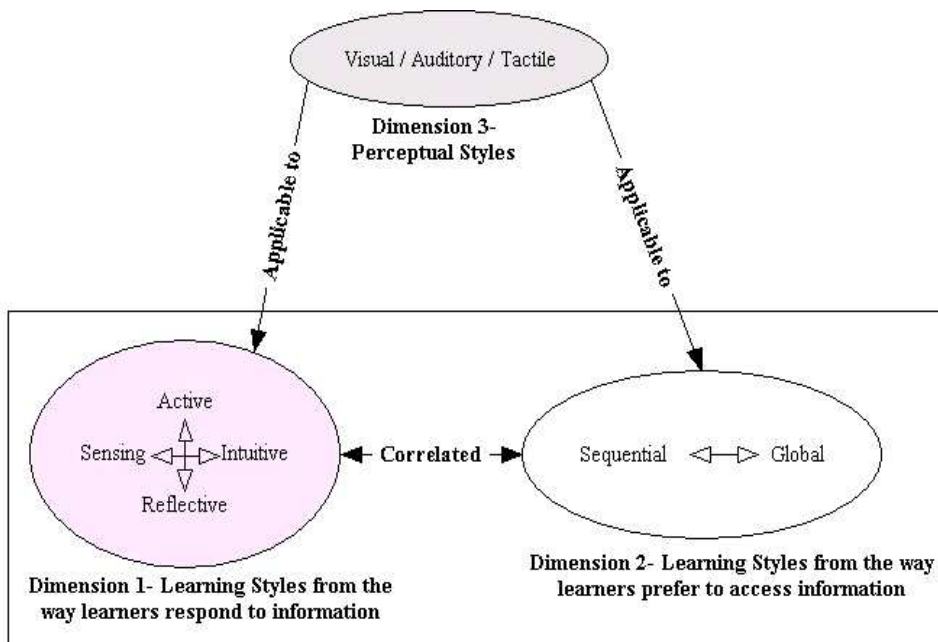 Visual / Auditory / Tactile
Dimension 3-
Perceptual Styles
Applicable to
Applicable to
Active
Sensing
Intuitive
Reflective
Correlated
Sequential
Global
Dimension 1- Learning Styles from the
way learners respond to information
Dimension 2- Learning Styles from the way
learners prefer to access information